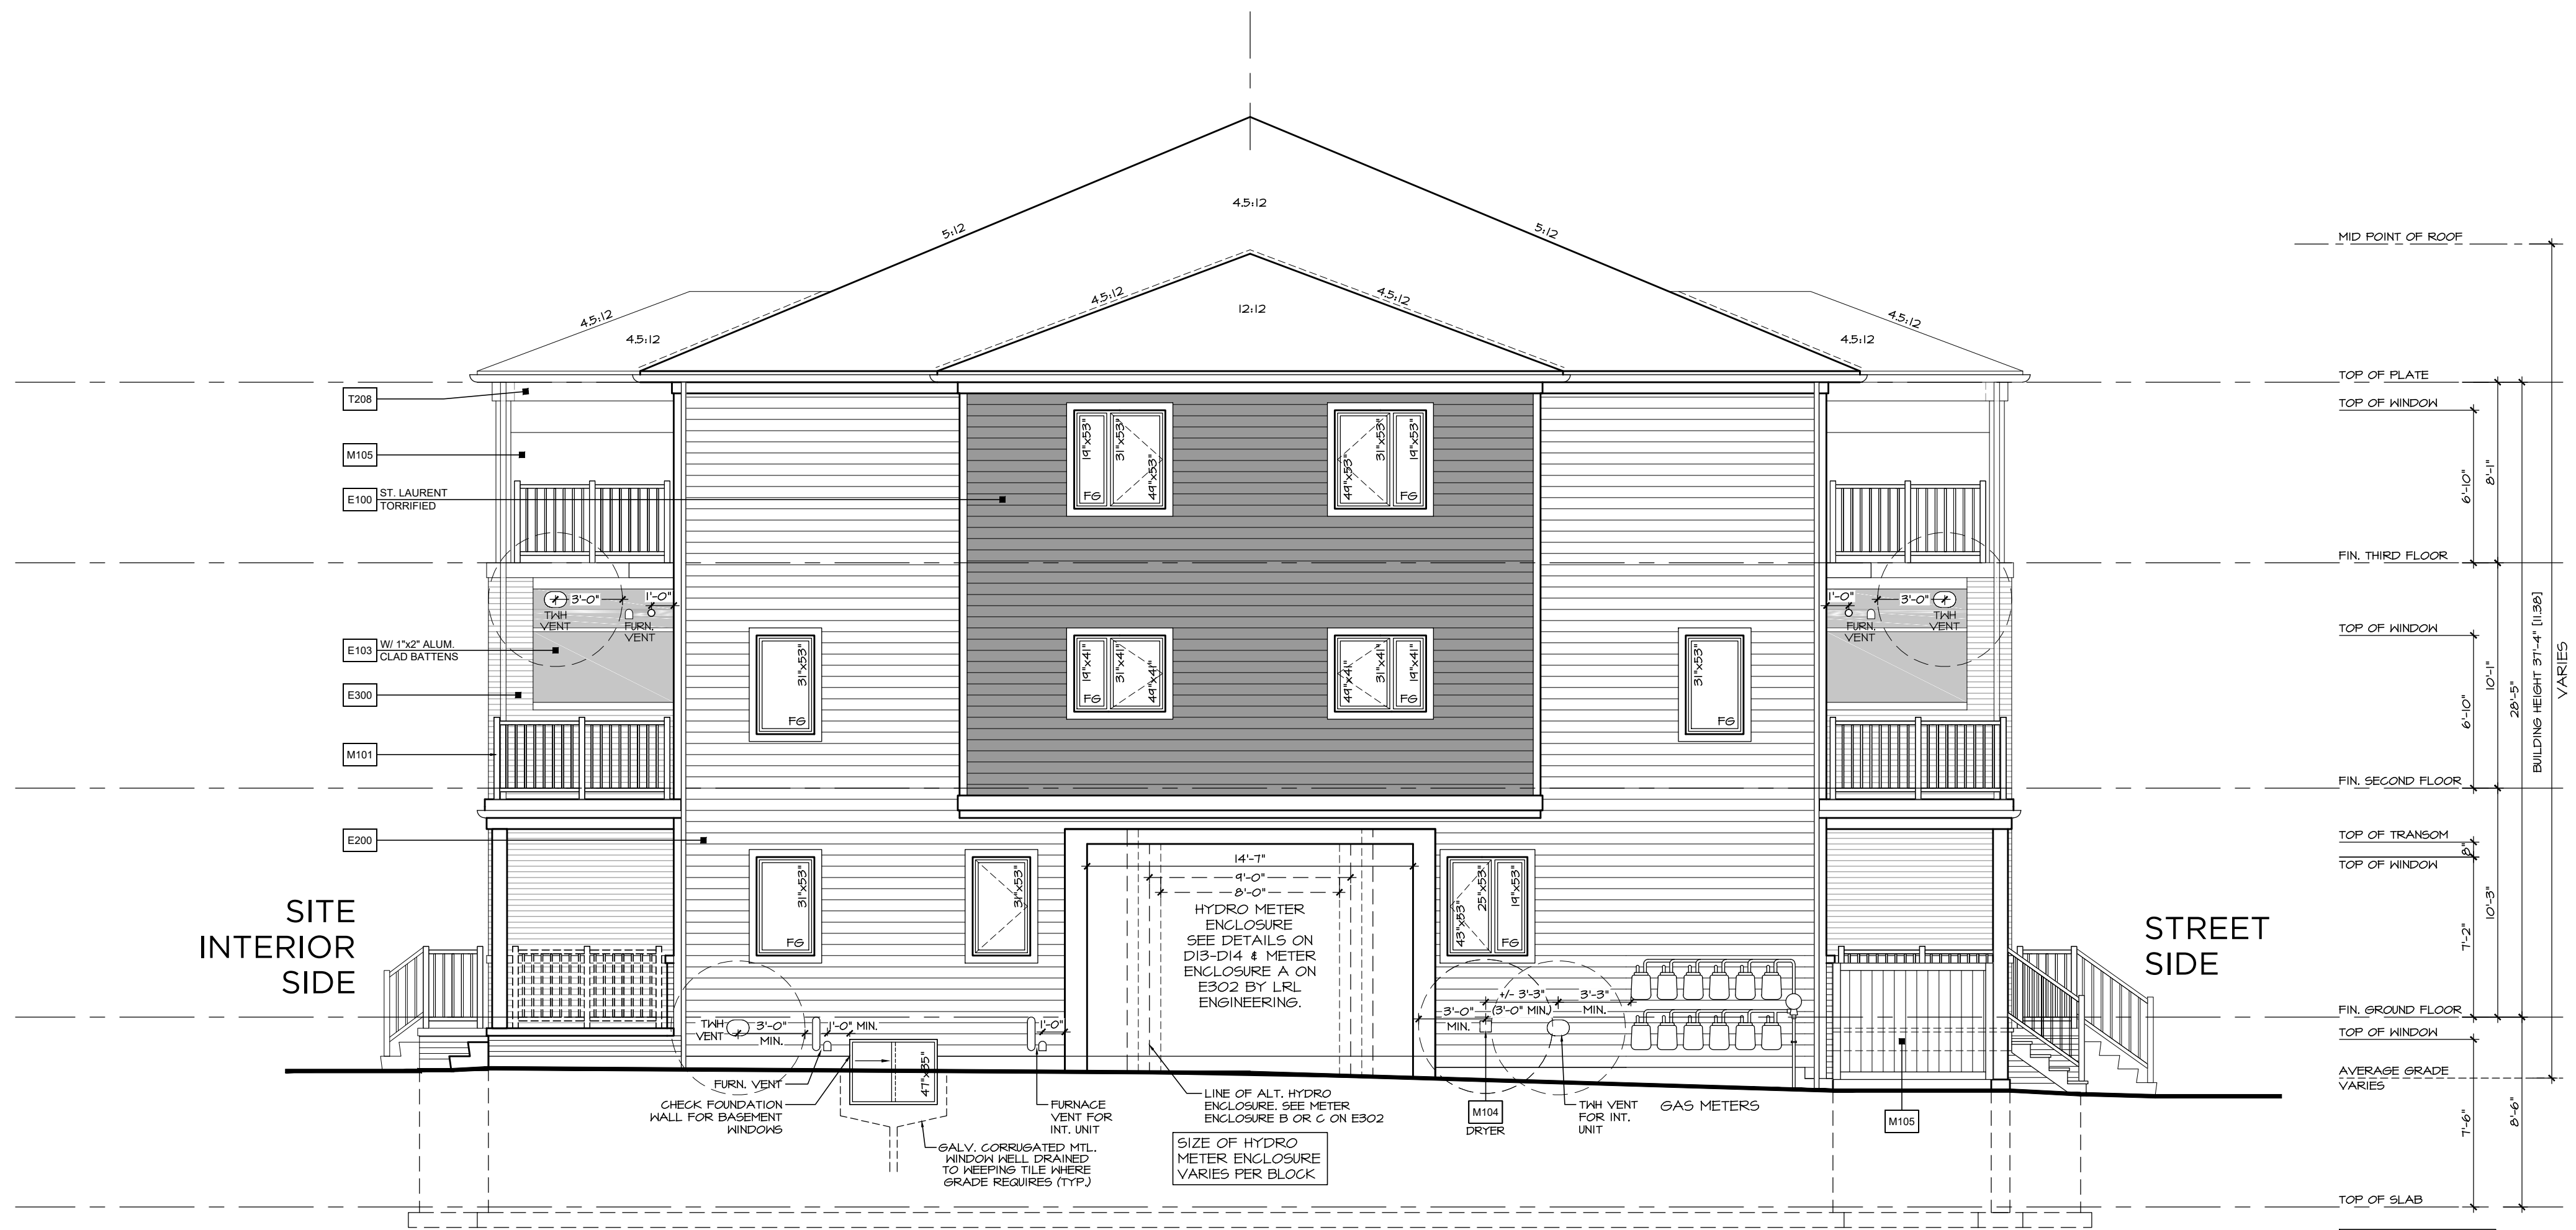 4.5:12
5:12
5:12
MID POINT OF ROOF
4.5:12
4.5:12
12:12
4.5:12
4.5:12
4.5:12
4.5:12
TOP OF PLATE
T208
TOP OF WINDOW
M105
E100
ST. LAURENT
TORRIFIED
19"x53"
31"x53"
49"x53"
FG
49"x53"
31"x53"
19"x53"
FG
6'-10"
8'-1"
FIN. THIRD FLOOR
3'-0"
1'-0"
TWH
VENT
FURN.
VENT
1'-0"
3'-0"
FURN.
VENT
TWH
VENT
TOP OF WINDOW
E103
W/ 1"x2" ALUM.
CLAD BATTENS
E300
M101
31"x53"
FG
19"x41"
31"x41"
49"x41"
FG
49"x41"
31"x41"
19"x41"
FG
31"x53"
FG
6'-10"
10'-1"
28'-5"
BUILDING HEIGHT 37'-4" [11.38]
VARIES
FIN. SECOND FLOOR
E200
TOP OF TRANSOM
8"
TOP OF WINDOW
14'-7"
9'-0"
8'-0"
31"x53"
FG
31"x53"
43"x53"
25"x53"
19"x53"
FG
HYDRO METER
ENCLOSURE
SEE DETAILS ON
D13-D14 & METER
ENCLOSURE A ON
E302 BY LRL
ENGINEERING.
SITE
INTERIOR
SIDE
STREET
SIDE
7'-2"
10'-3"
+/- 3'-3"
(3'-0" MIN.)
3'-3"
MIN.
3'-0"
MIN.
FIN. GROUND FLOOR
TWH
VENT
3'-0"
MIN.
1'-0" MIN.
1'-0"
TOP OF WINDOW
47"x35"
AVERAGE GRADE
VARIES
FURN. VENT
CHECK FOUNDATION
WALL FOR BASEMENT
WINDOWS
FURNACE
VENT FOR
INT. UNIT
LINE OF ALT. HYDRO
ENCLOSURE. SEE METER
ENCLOSURE B OR C ON E302
M104
DRYER
TWH VENT
FOR INT.
UNIT
GAS METERS
M105
7'-6"
8'-6"
GALV. CORRUGATED MTL.
WINDOW WELL DRAINED
TO WEEPING TILE WHERE
GRADE REQUIRES (TYP.)
SIZE OF HYDRO
METER ENCLOSURE
VARIES PER BLOCK
TOP OF SLAB